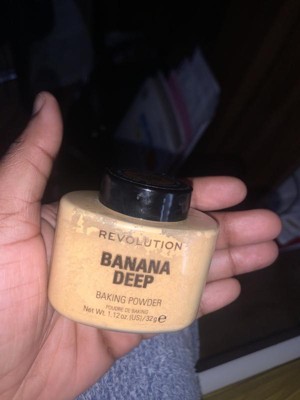 REVOLUTION
BANANA
DEEP
BAKING POWDER
POUDRE DE BAKING
Net Wt. 1.12 oz. (US)/32g e